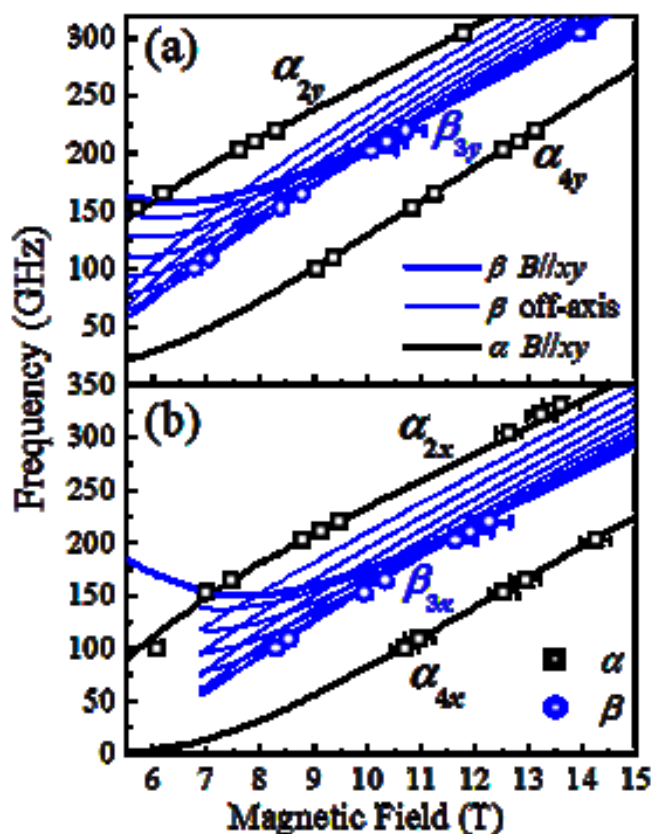 (a)
α2y
β3y
α4y
β B//xy
β off-axis
α B//xy
300
250
200
150
100
50
Frequency (GHz)
(b)
α2x
β3x
α4x
α
β
350
300
250
200
150
100
50
0
6 7 8 9 10 11 12 13 14 15
Magnetic Field (T)